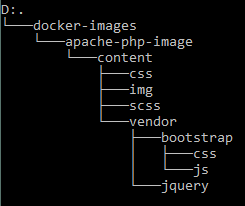 D:.
└───docker-images
    └───apache-php-image
        └───content
            ├───css
            ├───img
            ├───scss
            └───vendor
                ├───bootstrap
                │   ├───css
                │   └───js
                └───jquery